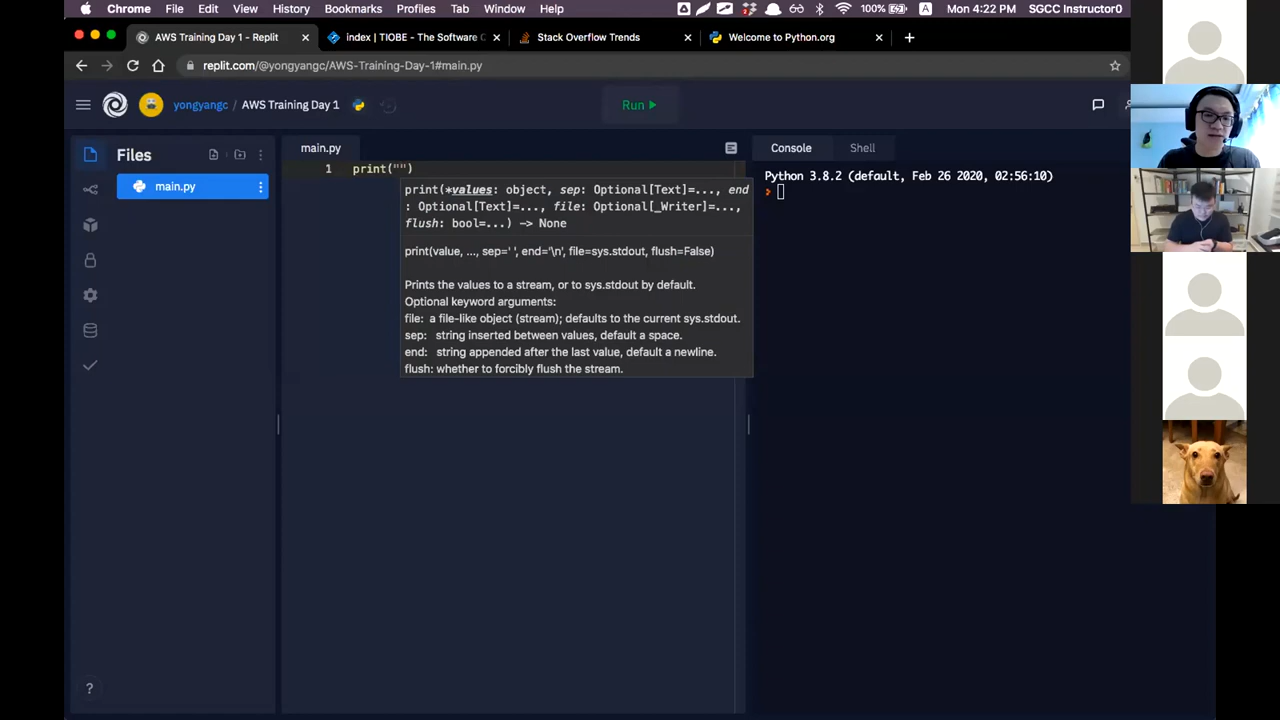 Chrome File Edit View History Bookmarks Profiles Tab Window Help 100% A Mon 4:22 PM SGCC Instructor0
AWS Training Day 1 - Replit index | TIOBE - The Software C Stack Overflow Trends Welcome to Python.org
replit.com/@yongyangc/AWS-Training-Day-1#main.py
yongyangc / AWS Training Day 1 Run
Files main.py Console Shell
main.py
1 print("")
print(*values: object, sep: Optional[Text]=..., end
: Optional[Text]=..., file: Optional[_Writer]=...,
flush: bool=...) -> None
print(value, ..., sep=' ', end='\n', file=sys.stdout, flush=False)
Prints the values to a stream, or to sys.stdout by default.
Optional keyword arguments:
file: a file-like object (stream); defaults to the current sys.stdout.
sep: string inserted between values, default a space.
end: string appended after the last value, default a newline.
flush: whether to forcibly flush the stream.
Python 3.8.2 (default, Feb 26 2020, 02:56:10)
?